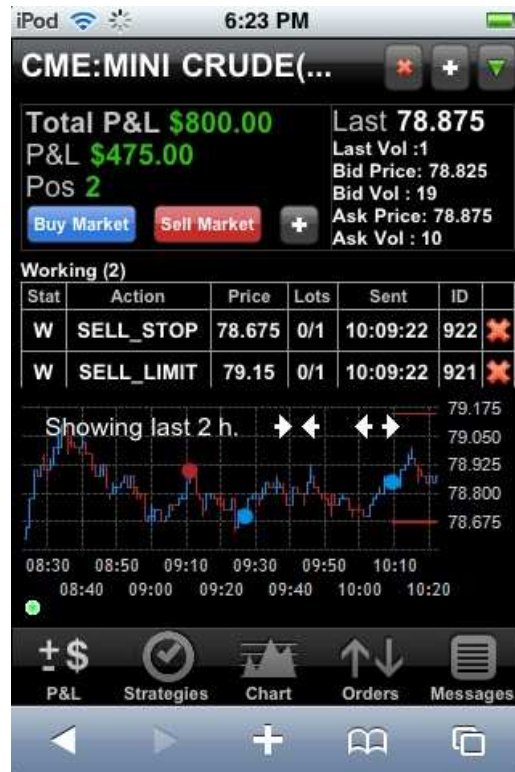 iPod 6:23 PM
CME:MINI CRUDE(...
Total P&L $800.00
P&L $475.00
Pos 2
Buy Market Sell Market
Last 78.875
Last Vol :1
Bid Price: 78.825
Bid Vol : 19
Ask Price: 78.875
Ask Vol : 10
Working (2)
Stat Action Price Lots Sent ID
W SELL_STOP 78.675 0/1 10:09:22 922
W SELL_LIMIT 79.15 0/1 10:09:22 921
Showing last 2 h.
79.175
79.050
78.925
78.800
78.675
08:30 08:50 09:10 09:30 09:50 10:10
08:40 09:00 09:20 09:40 10:00 10:20
P&L Strategies Chart Orders Messages